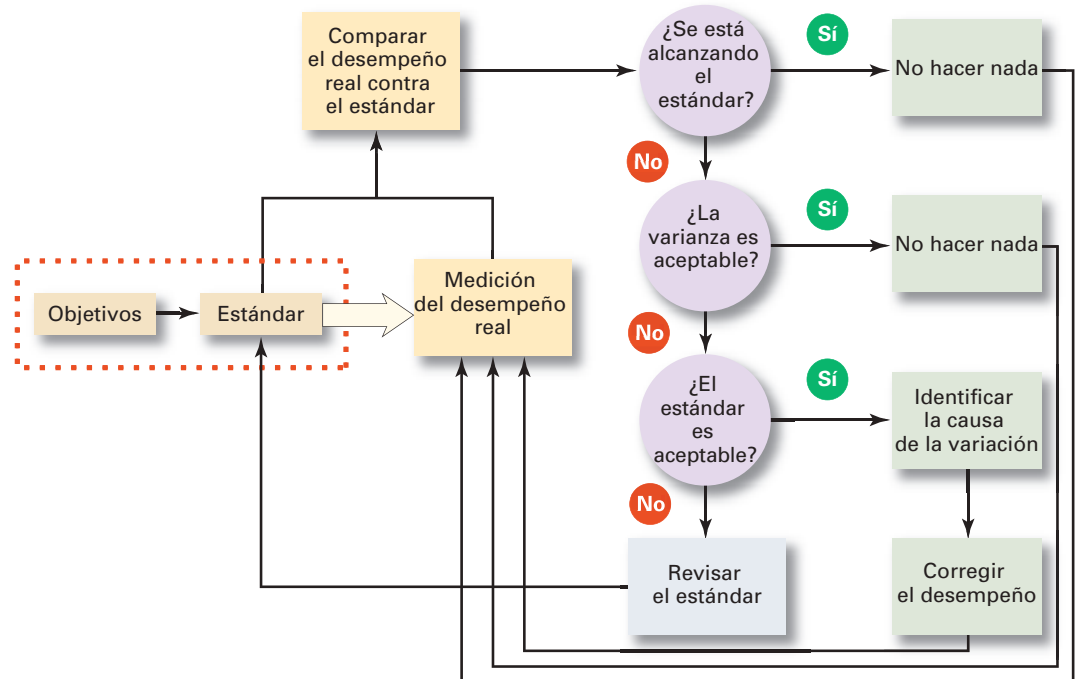 Comparar
el desempeño
real contra
el estándar
¿Se está
alcanzando
el
estándar?
Sí
No hacer nada
No
¿La
varianza es
aceptable?
Sí
No hacer nada
Objetivos
Estándar
Medición
del desempeño
real
No
¿El
estándar
es
aceptable?
Sí
Identificar
la causa
de la variación
No
Revisar
el estándar
Corregir
el desempeño